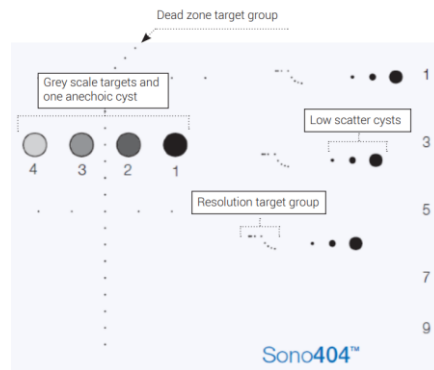 Dead zone target group
Grey scale targets and
one anechoic cyst
1
Low scatter cysts
3
4 3 2 1
Resolution target group
5
7
9
Sono404™